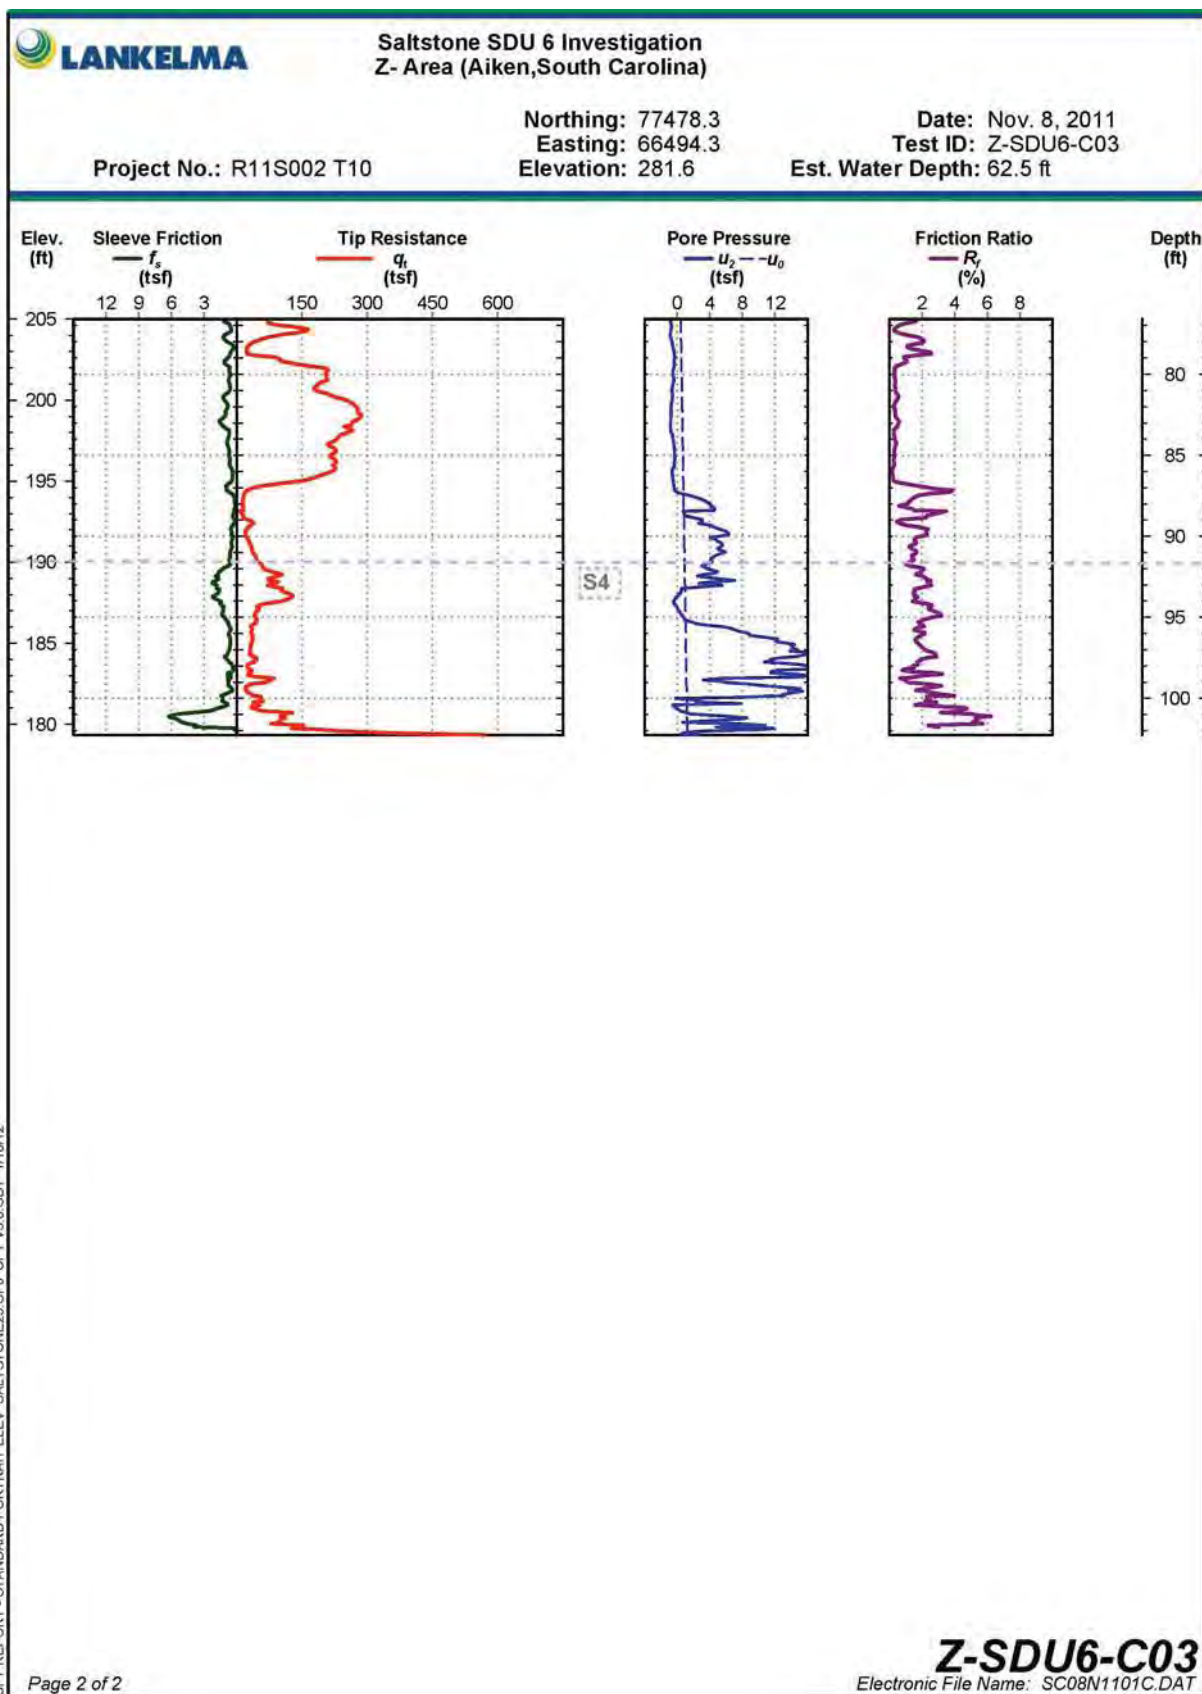 LANKELMA
Saltstone SDU 6 Investigation
Z- Area (Aiken,South Carolina)
Northing: 77478.3 Date: Nov. 8, 2011
Easting: 66494.3 Test ID: Z-SDU6-C03
Project No.: R11S002 T10 Elevation: 281.6 Est. Water Depth: 62.5 ft
Elev. Sleeve Friction Tip Resistance Pore Pressure Friction Ratio Depth
(ft) fs qt u2 u0 Rf (ft)
(tsf) (tsf) (tsf) (%)
12 9 6 3 150 300 450 600 0 4 8 12 2 4 6 8
205
80
200
85
195
90
190
S4
95
185
100
180
Z-SDU6-C03
Page 2 of 2 Electronic File Name: SC08N1101C.DAT